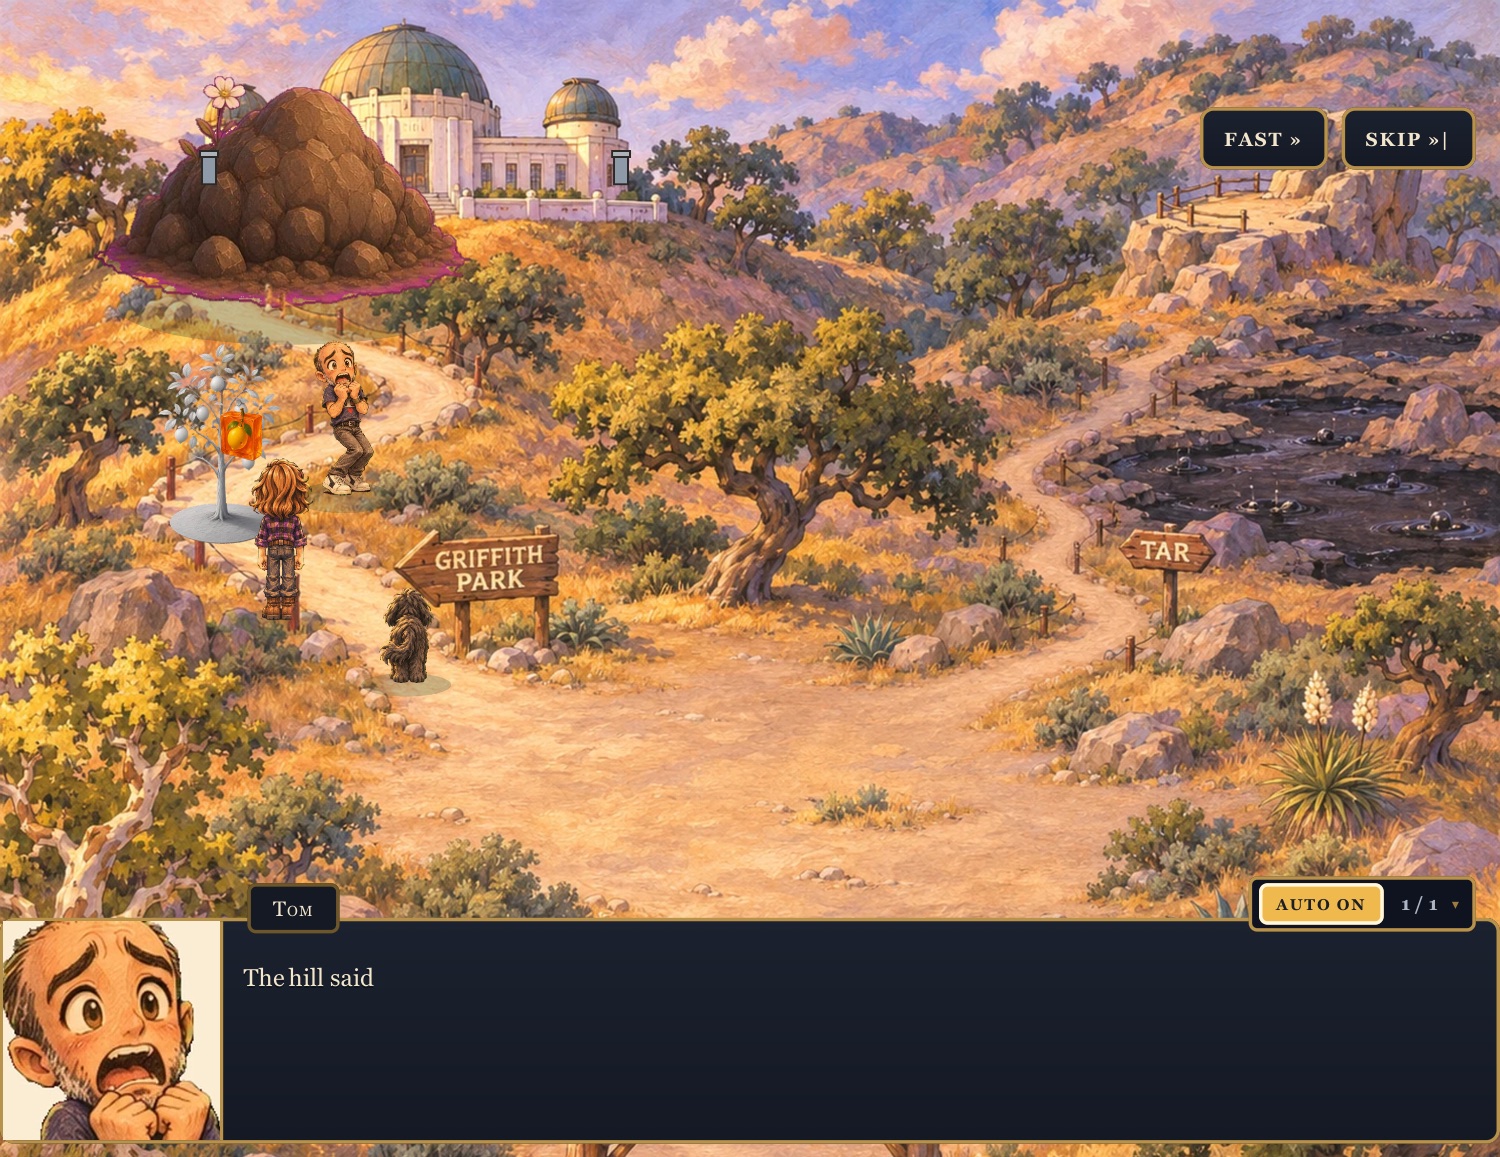 FAST »
SKIP »|
GRIFFITH
PARK
TAR
TOM
AUTO ON
1 / 1 ▼
The hill said